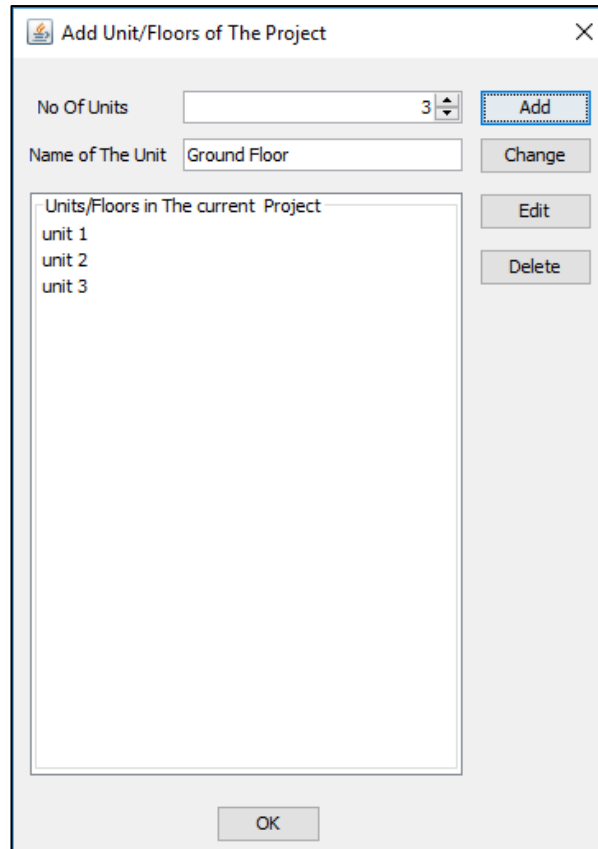 Add Unit/Floors of The Project
No Of Units 3 Add
Name of The Unit Ground Floor Change
Units/Floors in The current Project Edit
unit 1
unit 2 Delete
unit 3
OK